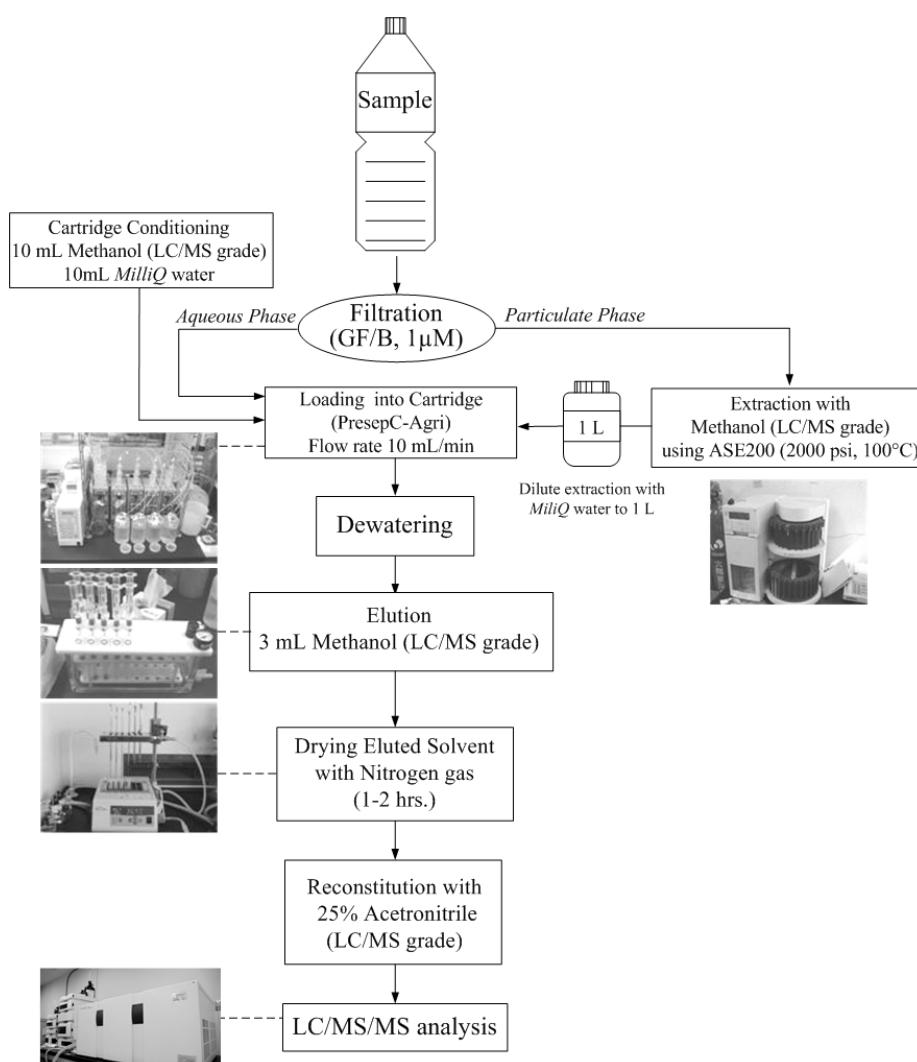 Sample
Cartridge Conditioning
10 mL Methanol (LC/MS grade)
10mL MilliQ water
Aqueous Phase
Filtration
(GF/B, 1µM)
Particulate Phase
Loading into Cartridge
(PresepC-Agri)
Flow rate 10 mL/min
1 L
Extraction with
Methanol (LC/MS grade)
using ASE200 (2000 psi, 100°C)
Dilute extraction with
MiliQ water to 1 L
Dewatering
Elution
3 mL Methanol (LC/MS grade)
Drying Eluted Solvent
with Nitrogen gas
(1-2 hrs.)
Reconstitution with
25% Acetronitrile
(LC/MS grade)
LC/MS/MS analysis